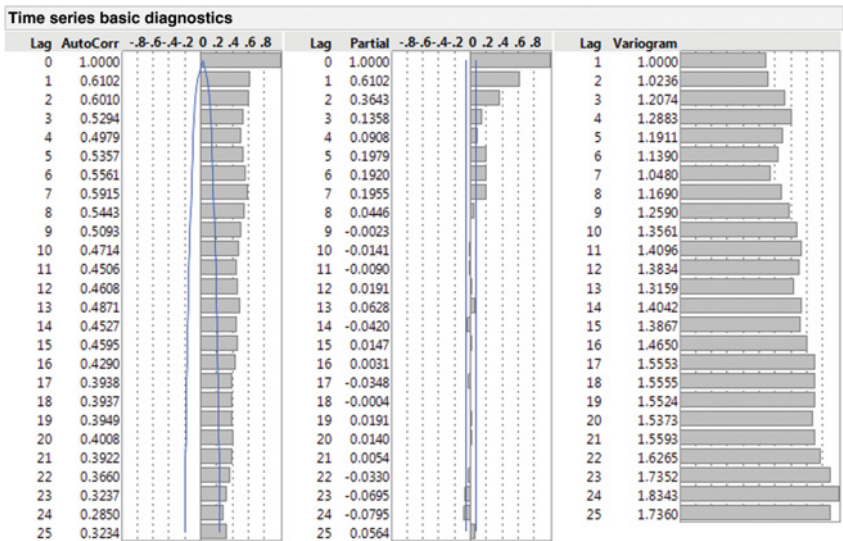 Time series basic diagnostics
Lag AutoCorr -.8-.6-.4-.2 0 .2 .4 .6 .8 Lag Partial -.8-.6-.4-.2 0 .2 .4 .6 .8 Lag Variogram
0 1.0000 0 1.0000 1 1.0000
1 0.6102 1 0.6102 2 1.0236
2 0.6010 2 0.3643 3 1.2074
3 0.5294 3 0.1358 4 1.2883
4 0.4979 4 0.0908 5 1.1911
5 0.5357 5 0.1979 6 1.1390
6 0.5561 6 0.1920 7 1.0480
7 0.5915 7 0.1955 8 1.1690
8 0.5443 8 0.0446 9 1.2590
9 0.5093 9 -0.0023 10 1.3561
10 0.4714 10 -0.0141 11 1.4096
11 0.4506 11 -0.0090 12 1.3834
12 0.4608 12 0.0191 13 1.3159
13 0.4871 13 0.0628 14 1.4042
14 0.4527 14 -0.0420 15 1.3867
15 0.4595 15 0.0147 16 1.4650
16 0.4290 16 0.0031 17 1.5553
17 0.3938 17 -0.0348 18 1.5555
18 0.3937 18 -0.0004 19 1.5524
19 0.3949 19 0.0191 20 1.5373
20 0.4008 20 0.0140 21 1.5593
21 0.3922 21 0.0054 22 1.6265
22 0.3660 22 -0.0330 23 1.7352
23 0.3237 23 -0.0695 24 1.8343
24 0.2850 24 -0.0795 25 1.7360
25 0.3234 25 0.0564